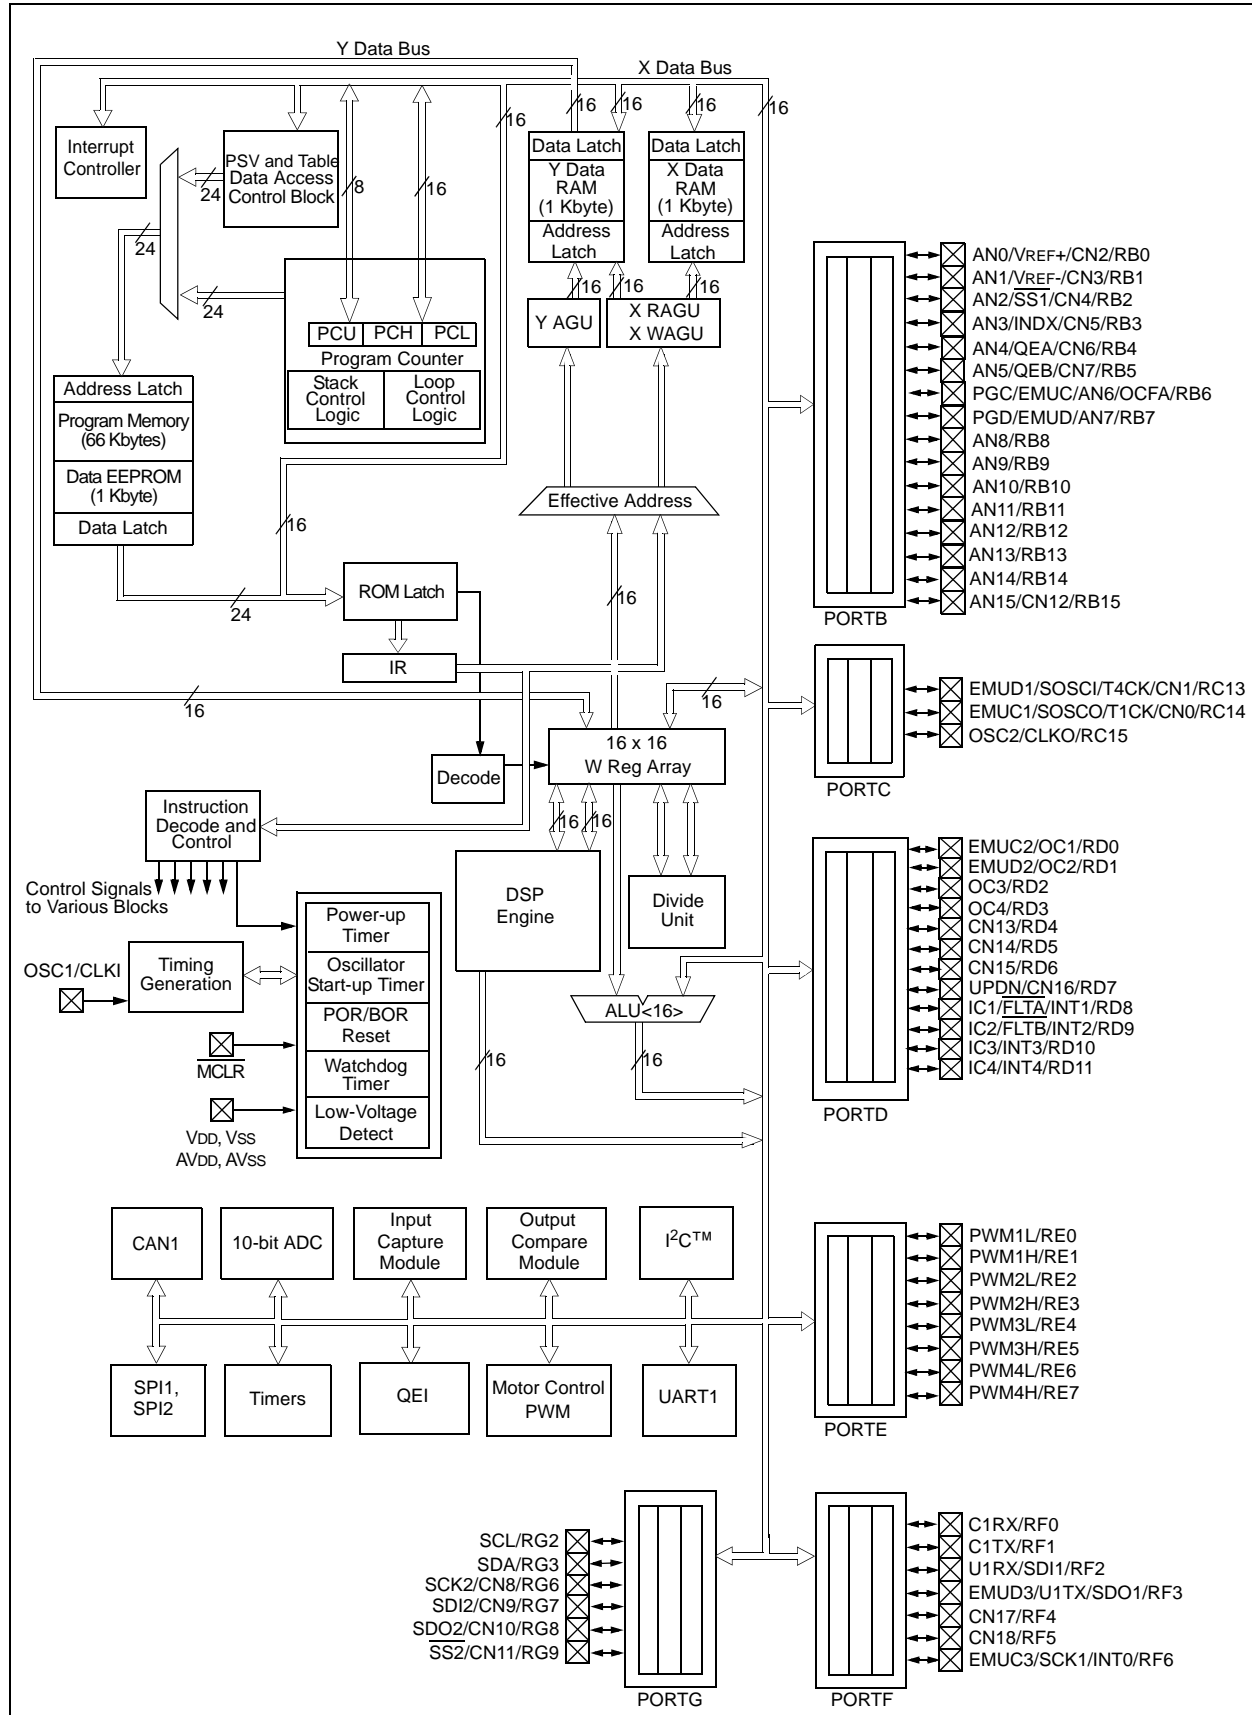 Y Data Bus
X Data Bus
16
16
16
16
16
Interrupt
Controller
PSV and Table
Data Access
Control Block
24
24
24
8
16
Data Latch
Y Data
RAM
(1 Kbyte)
Address
Latch
Data Latch
X Data
RAM
(1 Kbyte)
Address
Latch
16
16
16
Y AGU
X RAGU
X WAGU
PCU PCH PCL
Program Counter
Stack
Control
Logic
Loop
Control
Logic
Address Latch
Program Memory
(66 Kbytes)
Data EEPROM
(1 Kbyte)
Data Latch
Effective Address
16
24
16
ROM Latch
IR
16
16
16 x 16
W Reg Array
Decode
Instruction
Decode and
Control
Control Signals
to Various Blocks
16
16
DSP
Engine
Divide
Unit
OSC1/CLKI
Timing
Generation
Power-up
Timer
Oscillator
Start-up Timer
POR/BOR
Reset
Watchdog
Timer
Low-Voltage
Detect
MCLR
VDD, VSS
AVDD, AVSS
ALU<16>
16
16
CAN1
10-bit ADC
Input
Capture
Module
Output
Compare
Module
I2C™
SPI1,
SPI2
Timers
QEI
Motor Control
PWM
UART1
AN0/VREF+/CN2/RB0
AN1/VREF-/CN3/RB1
AN2/SS1/CN4/RB2
AN3/INDX/CN5/RB3
AN4/QEA/CN6/RB4
AN5/QEB/CN7/RB5
PGC/EMUC/AN6/OCFA/RB6
PGD/EMUD/AN7/RB7
AN8/RB8
AN9/RB9
AN10/RB10
AN11/RB11
AN12/RB12
AN13/RB13
AN14/RB14
AN15/CN12/RB15
PORTB
EMUD1/SOSCI/T4CK/CN1/RC13
EMUC1/SOSCO/T1CK/CN0/RC14
OSC2/CLKO/RC15
PORTC
EMUC2/OC1/RD0
EMUD2/OC2/RD1
OC3/RD2
OC4/RD3
CN13/RD4
CN14/RD5
CN15/RD6
UPDN/CN16/RD7
IC1/FLTA/INT1/RD8
IC2/FLTB/INT2/RD9
IC3/INT3/RD10
IC4/INT4/RD11
PORTD
PWM1L/RE0
PWM1H/RE1
PWM2L/RE2
PWM2H/RE3
PWM3L/RE4
PWM3H/RE5
PWM4L/RE6
PWM4H/RE7
PORTE
SCL/RG2
SDA/RG3
SCK2/CN8/RG6
SDI2/CN9/RG7
SDO2/CN10/RG8
SS2/CN11/RG9
PORTG
C1RX/RF0
C1TX/RF1
U1RX/SDI1/RF2
EMUD3/U1TX/SDO1/RF3
CN17/RF4
CN18/RF5
EMUC3/SCK1/INT0/RF6
PORTF